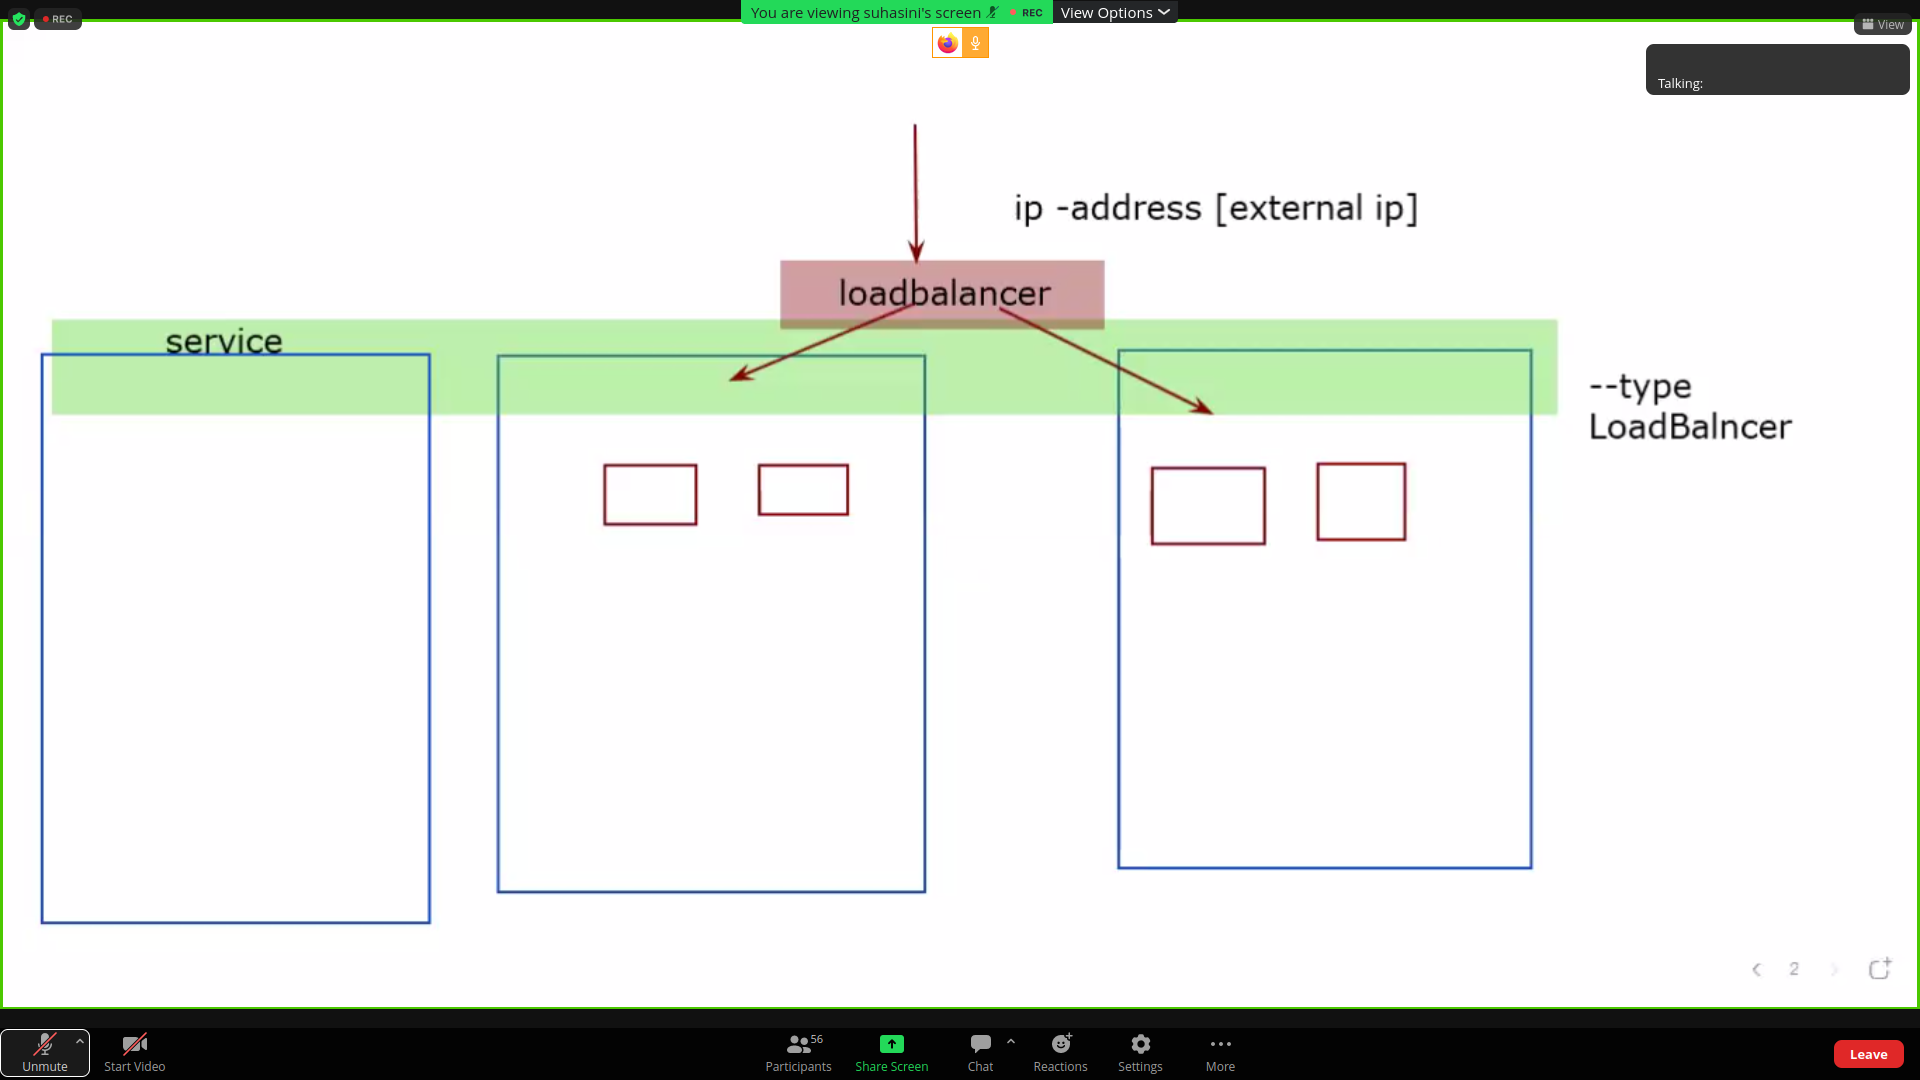 REC
You are viewing suhasini's screen REC View Options
View
Talking:
ip -address [external ip]
loadbalancer
service
--type
LoadBalncer
2
Unmute
Start Video
56
Participants
Share Screen
Chat
Reactions
Settings
More
Leave